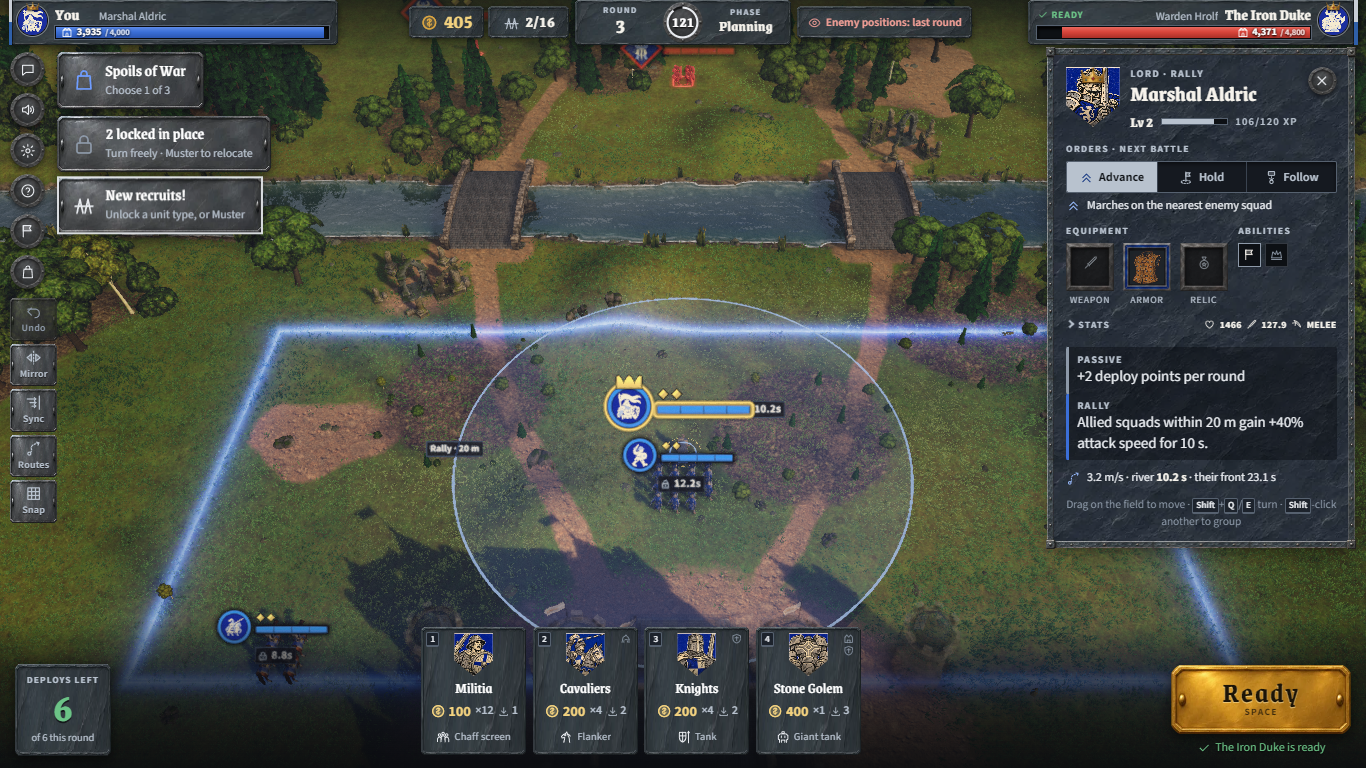 You Marshal Aldric
3,935 / 4,000
405
2/16
ROUND
3
121
PHASE
Planning
Enemy positions: last round
READY
Warden Hrolf The Iron Duke
4,371 / 4,800
Spoils of War
Choose 1 of 3
2 locked in place
Turn freely · Muster to relocate
New recruits!
Unlock a unit type, or Muster
Undo
Mirror
Sync
Routes
Snap
LORD · RALLY
Marshal Aldric
Lv 2 106/120 XP
ORDERS · NEXT BATTLE
Advance
Hold
Follow
Marches on the nearest enemy squad
EQUIPMENT
ABILITIES
WEAPON
ARMOR
RELIC
STATS
1466 127.9 MELEE
PASSIVE
+2 deploy points per round
RALLY
Allied squads within 20 m gain +40%
attack speed for 10 s.
3.2 m/s · river 10.2 s · their front 23.1 s
Drag on the field to move · Shift + Q / E turn · Shift-click
another to group
10.2s
Rally · 20 m
12.2s
8.8s
DEPLOYS LEFT
6
of 6 this round
1
Militia
100 ×12 1
Chaff screen
2
Cavaliers
200 ×4 2
Flanker
3
Knights
200 ×4 2
Tank
4
Stone Golem
400 ×1 3
Giant tank
Ready
SPACE
The Iron Duke is ready